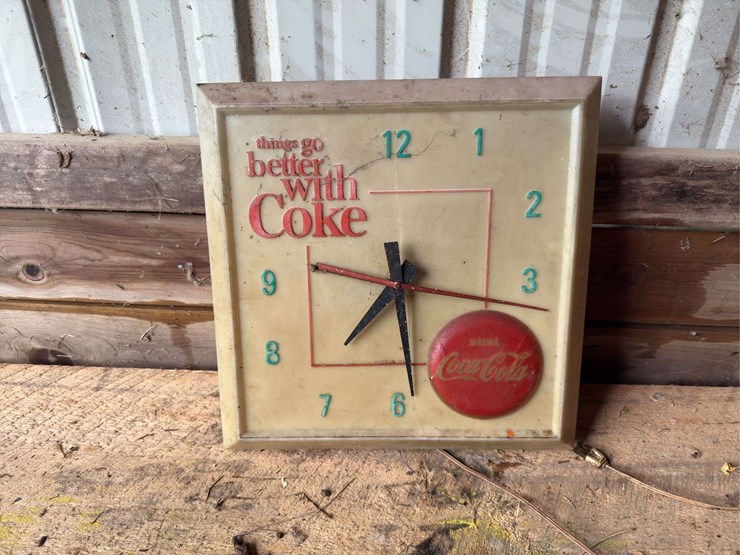 things go
better
with
Coke
12
1
2
3
9
8
7
6
DRINK
Coca-Cola